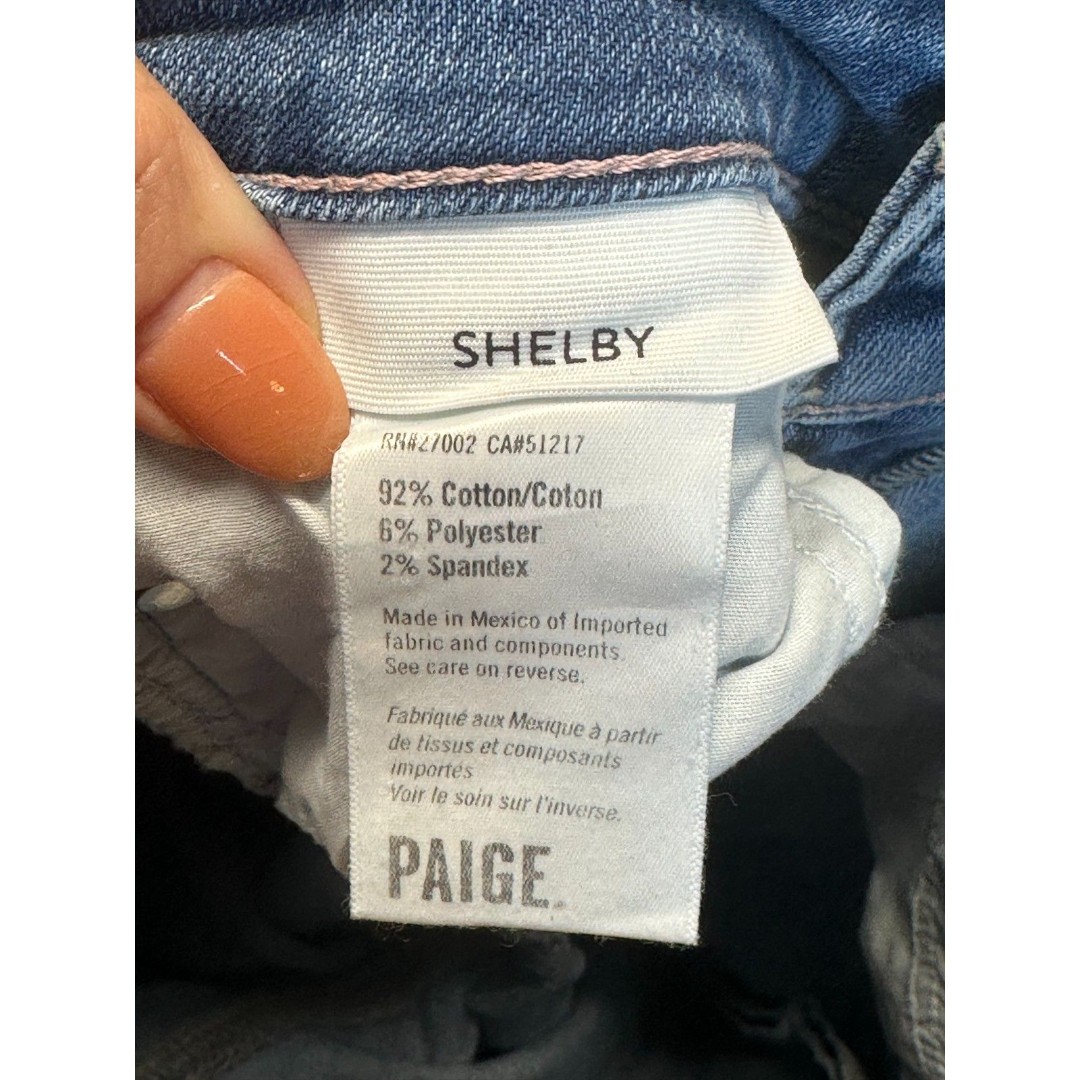 SHELBY
RN#27002 CA#51217
92% Cotton/Coton
6% Polyester
2% Spandex
Made in Mexico of Imported
fabric and components.
See care on reverse.
Fabriqué aux Mexique à partir
de tissus et composants
importés
Voir le soin sur l'inverse.
PAIGE.